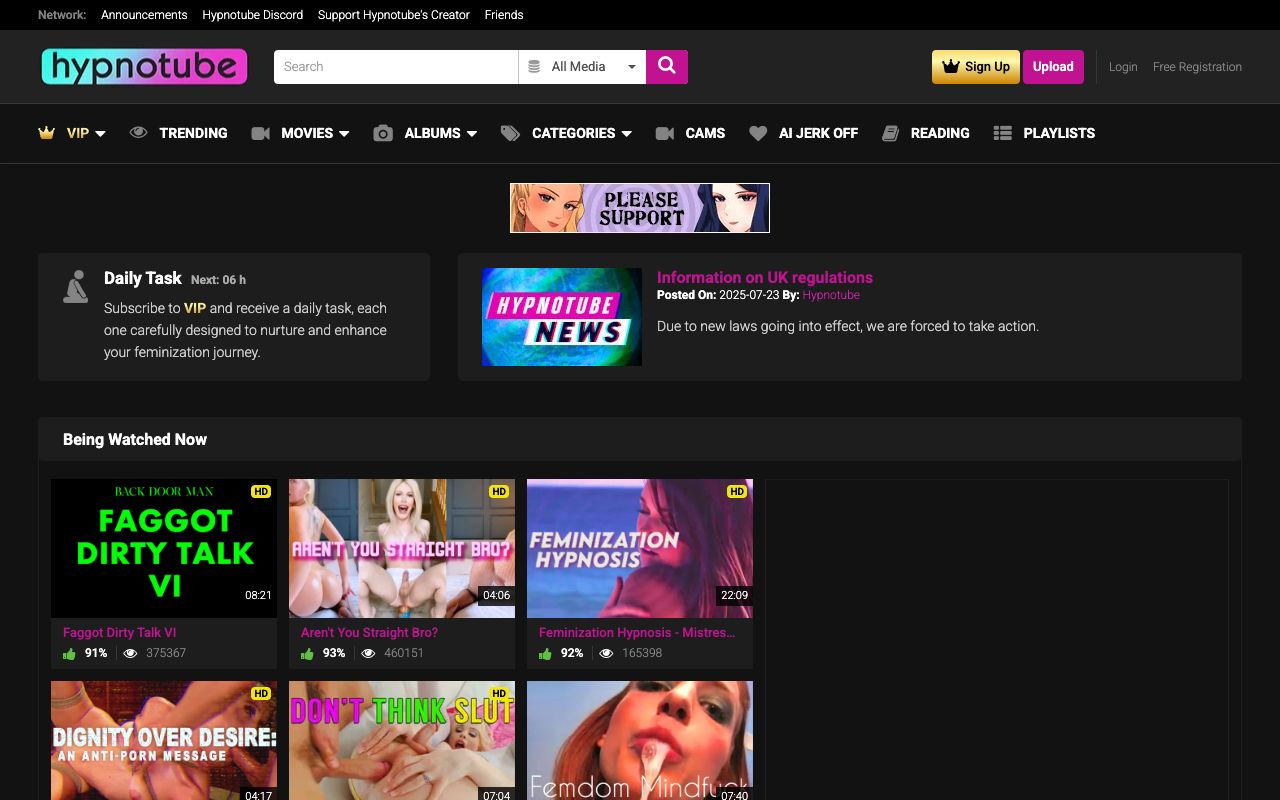 Network: Announcements Hypnotube Discord Support Hypnotube's Creator Friends
hypnotube
Search
All Media
Sign Up
Upload
Login
Free Registration
VIP
TRENDING
MOVIES
ALBUMS
CATEGORIES
CAMS
AI JERK OFF
READING
PLAYLISTS
PLEASE
SUPPORT
Daily Task Next: 06 h
Subscribe to VIP and receive a daily task, each
one carefully designed to nurture and enhance
your feminization journey.
HYPNOTUBE
NEWS
Information on UK regulations
Posted On: 2025-07-23 By: Hypnotube
Due to new laws going into effect, we are forced to take action.
Being Watched Now
BACK DOOR MAN
HD
FAGGOT
DIRTY TALK
VI
08:21
Faggot Dirty Talk VI
91% 375367
HD
AREN'T YOU STRAIGHT BRO?
04:06
Aren't You Straight Bro?
93% 460151
HD
FEMINIZATION
HYPNOSIS
22:09
Feminization Hypnosis - Mistres...
92% 165398
HD
DIGNITY OVER DESIRE:
AN ANTI-PORN MESSAGE
04:17
HD
DON'T THINK SLUT
07:04
Femdom Mindfuck
07:40